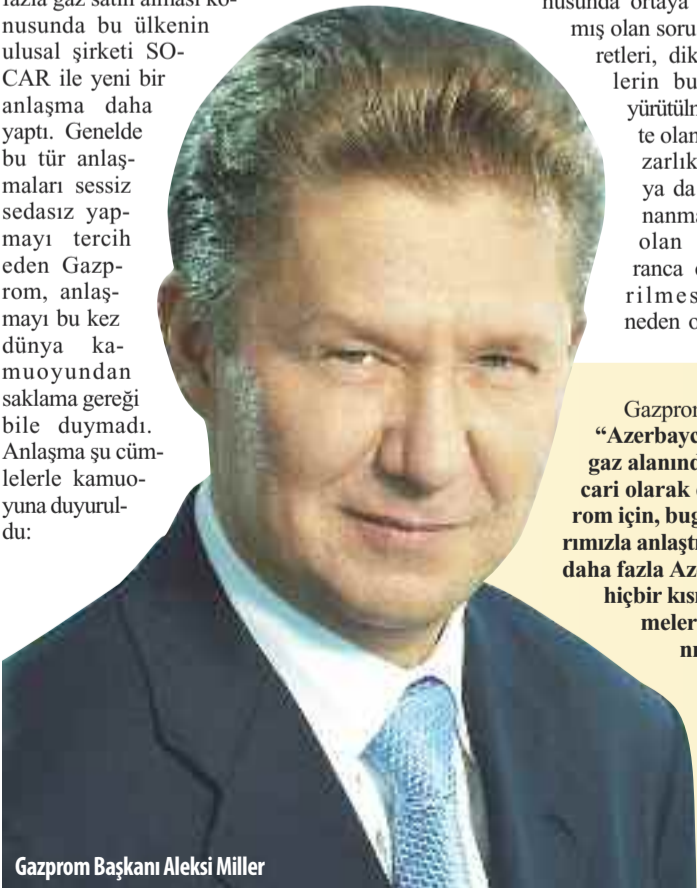 fazla gaz satın alması ko-
nusunda bu ülkenin
ulusal şirketi SO-
CAR ile yeni bir
anlaşma daha
yaptı. Genelde
bu tür anlaş-
maları sessiz
sedasız yap-
mayı tercih
eden Gazp-
rom, anlaş-
mayı bu kez
dünya ka-
muoyundan
saklama gereği
bile duymadı.
Anlaşma şu cüm-
lelerle kamuo-
yuna duyurul-
du:
nusunda ortaya
mış olan soru
retleri, dik
lerin bu
yürütüln
te olan
zarlık
ya da
nanma
olan
ranca
rilmes
neden o
Gazpron
“Azerbayc
gaz alanınd
cari olarak
rom için, bug
rımızla anlaştı
daha fazla Az
hiçbir kısı
meler
nı
Gazprom Başkanı Aleksi Miller